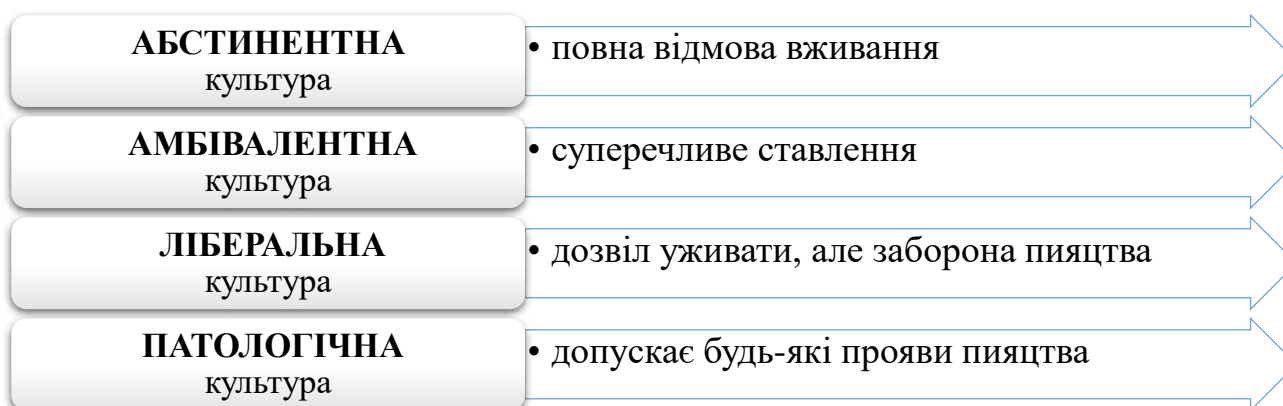 АБСТИНЕНТНА
культура
• повна відмова вживання
АМБІВАЛЕНТНА
культура
• суперечливе ставлення
ЛІБЕРАЛЬНА
культура
• дозвіл уживати, але заборона пияцтва
ПАТОЛОГІЧНА
культура
• допускає будь-які прояви пияцтва